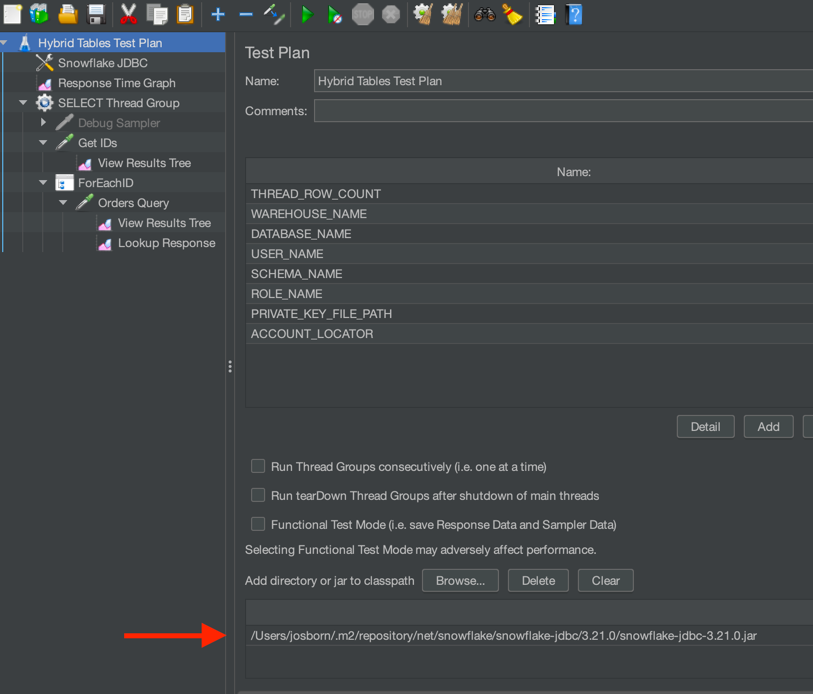 STOP
Hybrid Tables Test Plan
Snowflake JDBC
Response Time Graph
SELECT Thread Group
Debug Sampler
Get IDs
View Results Tree
ForEachID
Orders Query
View Results Tree
Lookup Response
Test Plan
Name: Hybrid Tables Test Plan
Comments:
Name:
THREAD_ROW_COUNT
WAREHOUSE_NAME
DATABASE_NAME
USER_NAME
SCHEMA_NAME
ROLE_NAME
PRIVATE_KEY_FILE_PATH
ACCOUNT_LOCATOR
Detail Add
Run Thread Groups consecutively (i.e. one at a time)
Run tearDown Thread Groups after shutdown of main threads
Functional Test Mode (i.e. save Response Data and Sampler Data)
Selecting Functional Test Mode may adversely affect performance.
Add directory or jar to classpath Browse... Delete Clear
/Users/josborn/.m2/repository/net/snowflake/snowflake-jdbc/3.21.0/snowflake-jdbc-3.21.0.jar